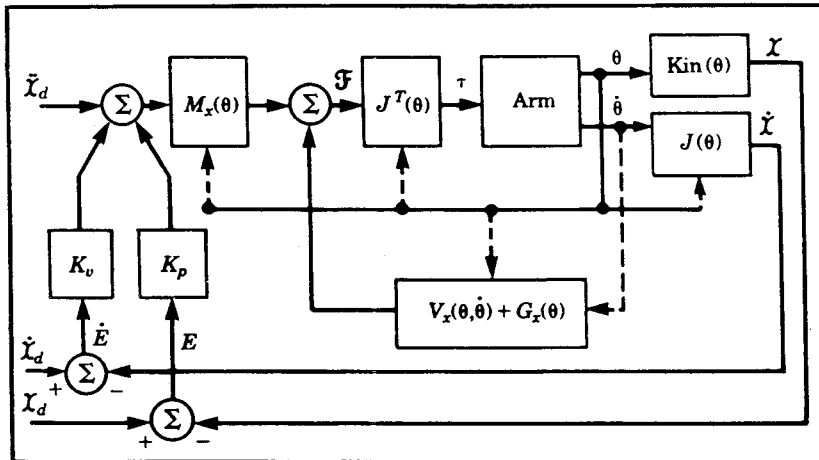 𝒳̈_d
Σ
M_x(θ)
Σ
𝓕
J^T(θ)
τ
Arm
θ
θ̇
Kin(θ)
𝒳
J(θ)
𝒳̇
K_v
K_p
V_x(θ,θ̇) + G_x(θ)
Ė
E
𝒳̇_d
+
Σ
−
𝒳_d
+
Σ
−